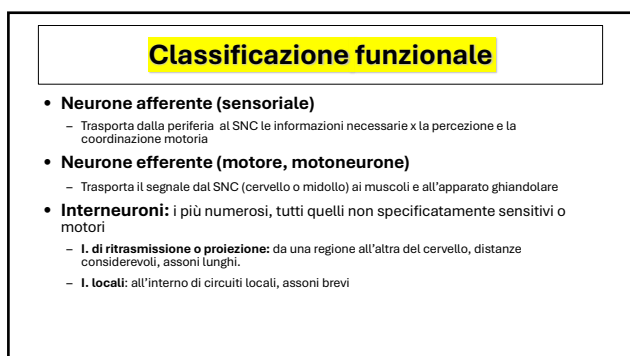 Classificazione funzionale
• Neurone afferente (sensoriale)
– Trasporta dalla periferia al SNC le informazioni necessarie x la percezione e la
coordinazione motoria
• Neurone efferente (motore, motoneurone)
– Trasporta il segnale dal SNC (cervello o midollo) ai muscoli e all’apparato ghiandolare
• Interneuroni: i più numerosi, tutti quelli non specificatamente sensitivi o
motori
– I. di ritrasmissione o proiezione: da una regione all’altra del cervello, distanze
considerevoli, assoni lunghi.
– I. locali: all’interno di circuiti locali, assoni brevi